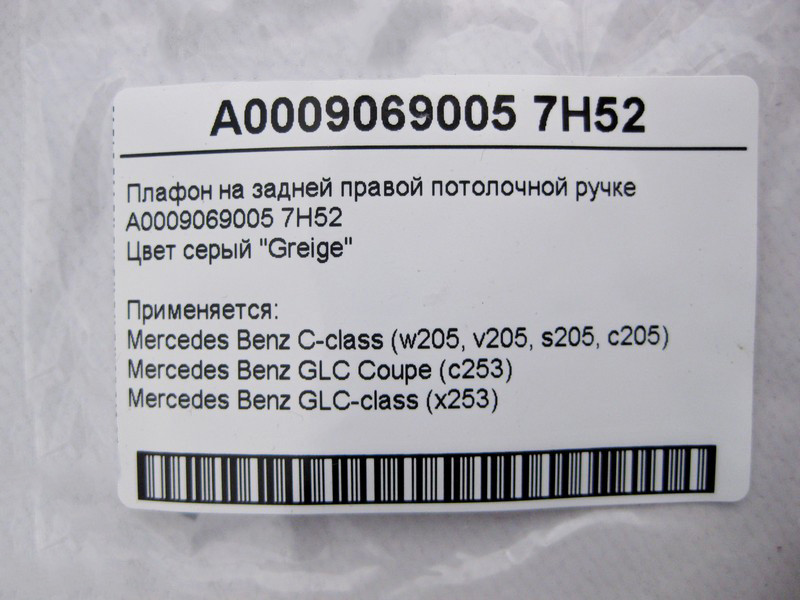 A0009069005 7H52
Плафон на задней правой потолочной ручке
A0009069005 7H52
Цвет серый "Greige"
Применяется:
Mercedes Benz C-class (w205, v205, s205, c205)
Mercedes Benz GLC Coupe (c253)
Mercedes Benz GLC-class (x253)